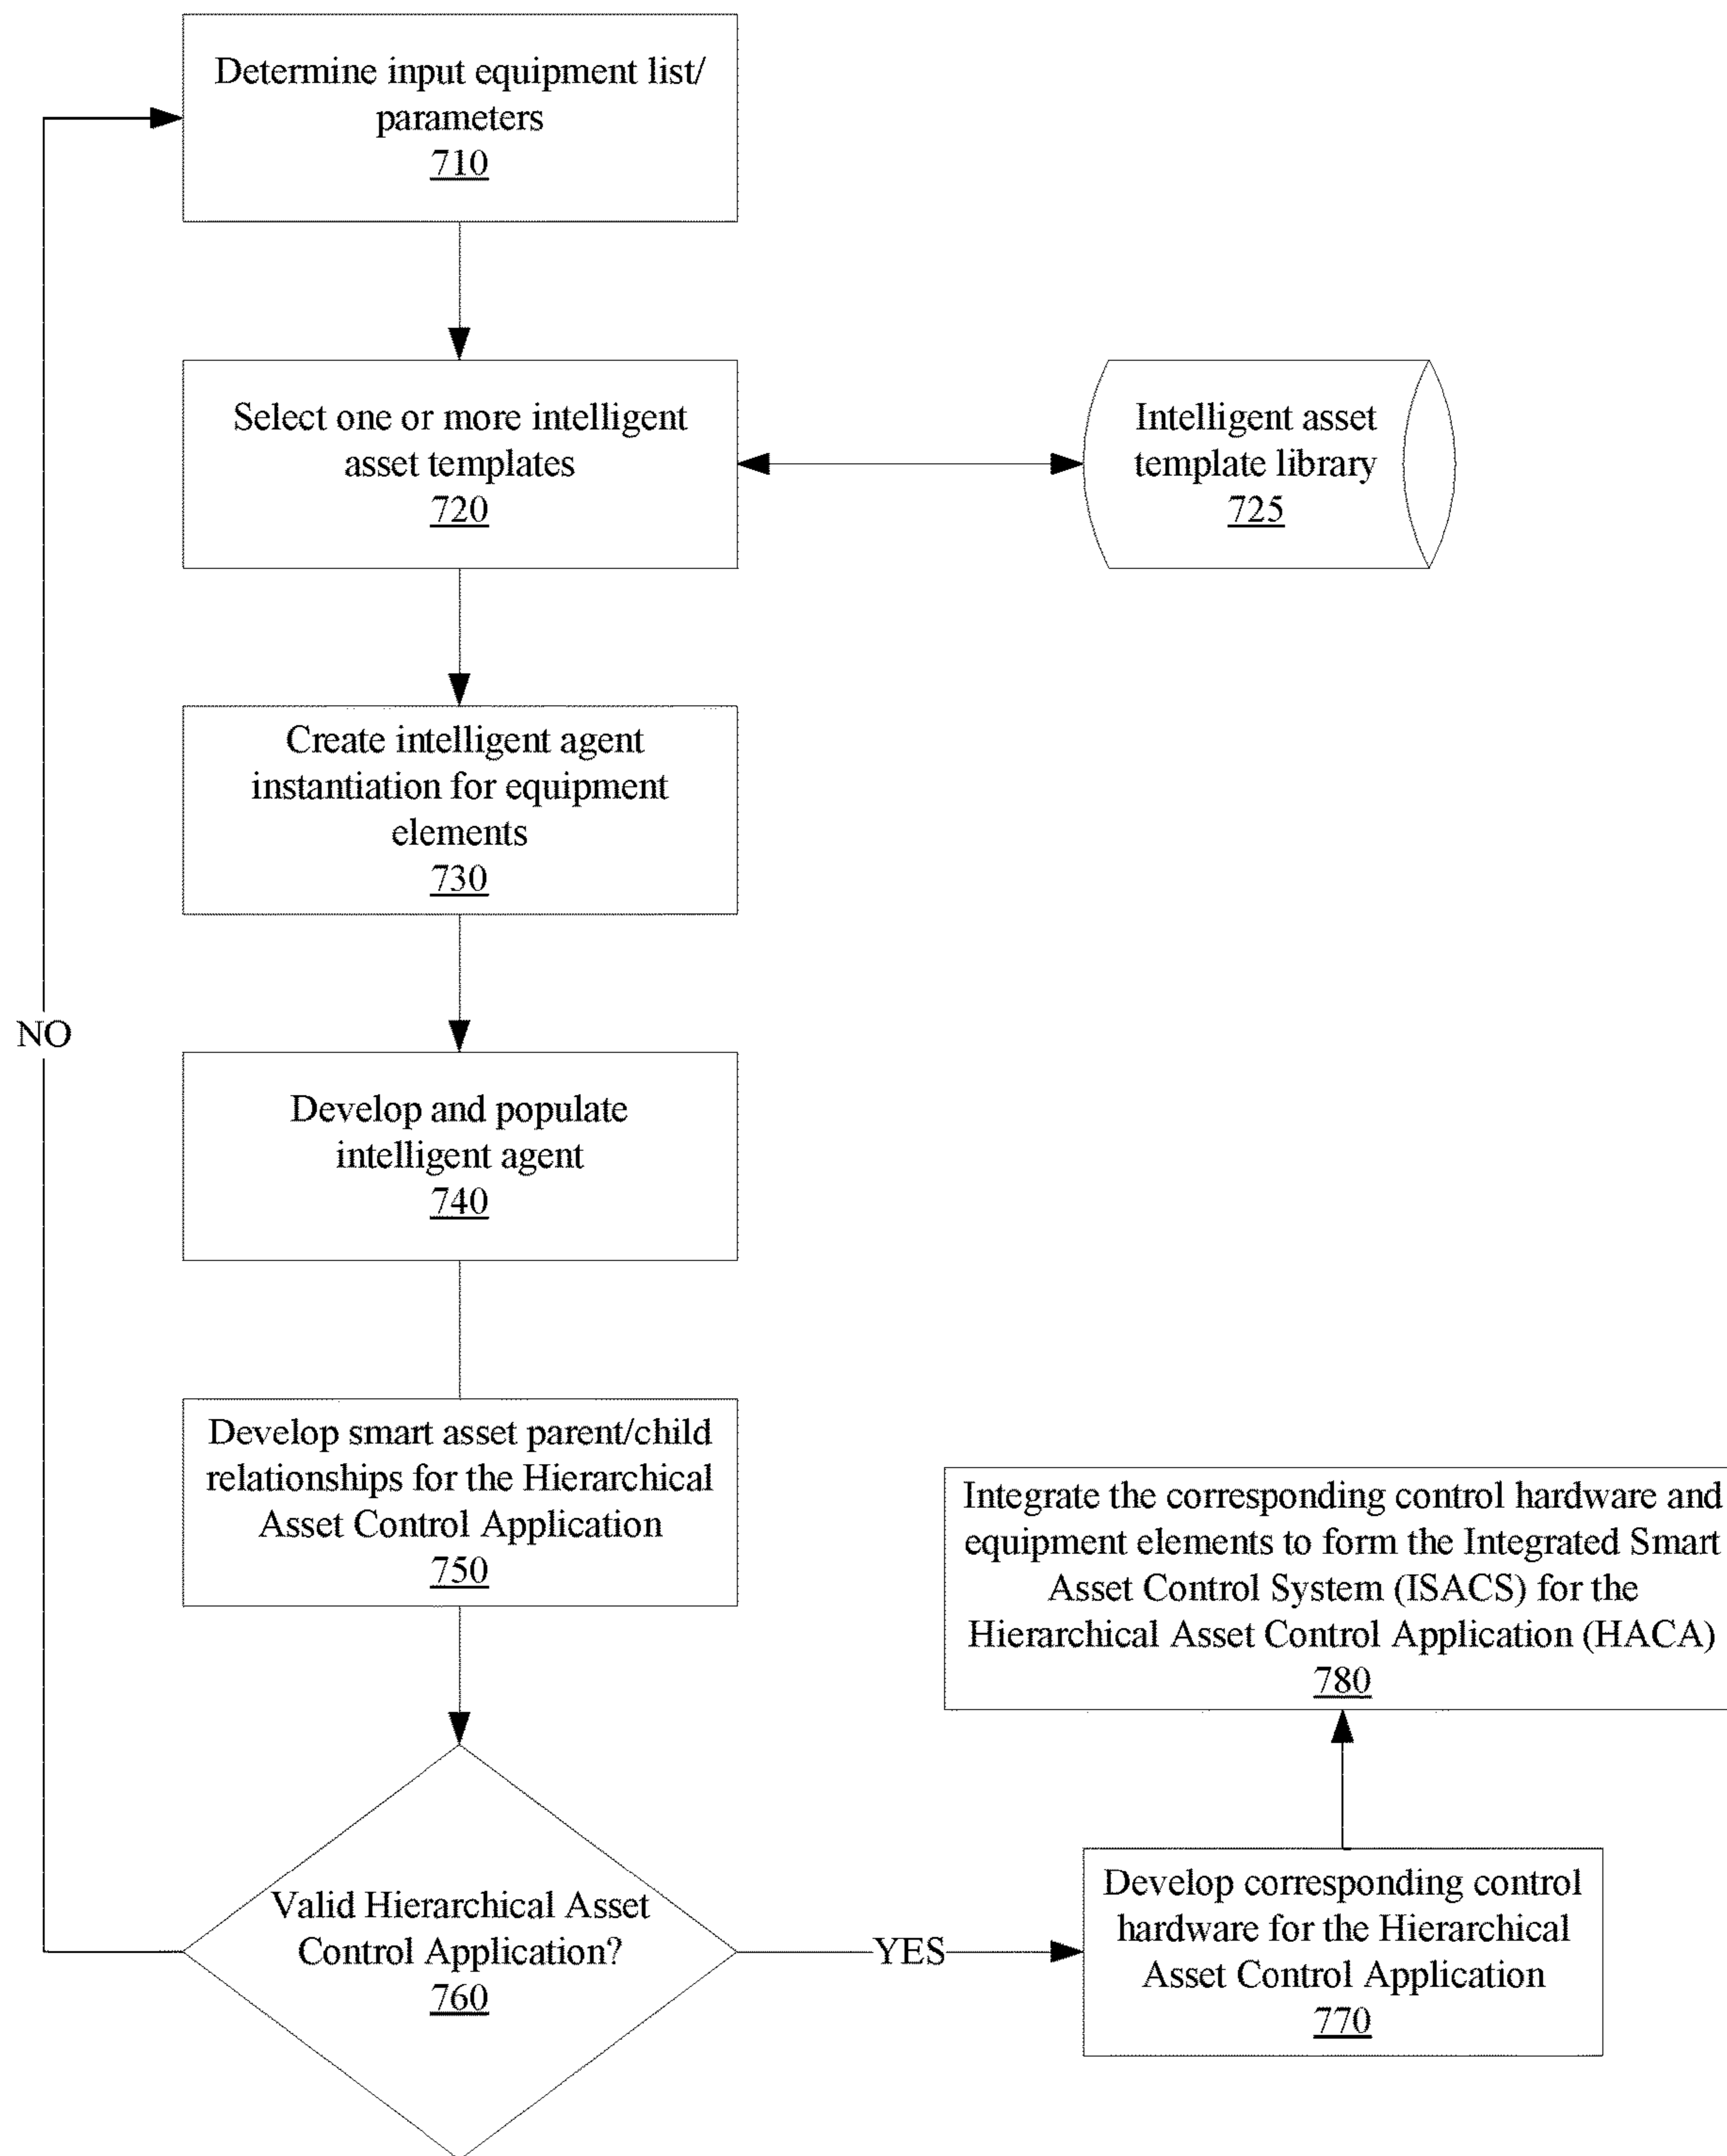 Determine input equipment list/
parameters
710
Select one or more intelligent
asset templates
720
Intelligent asset
template library
725
Create intelligent agent
instantiation for equipment
elements
730
NO
Develop and populate
intelligent agent
740
Develop smart asset parent/child
relationships for the Hierarchical
Asset Control Application
750
Integrate the corresponding control hardware and
equipment elements to form the Integrated Smart
Asset Control System (ISACS) for the
Hierarchical Asset Control Application (HACA)
780
Valid Hierarchical Asset
Control Application?
760
YES
Develop corresponding control
hardware for the Hierarchical
Asset Control Application
770